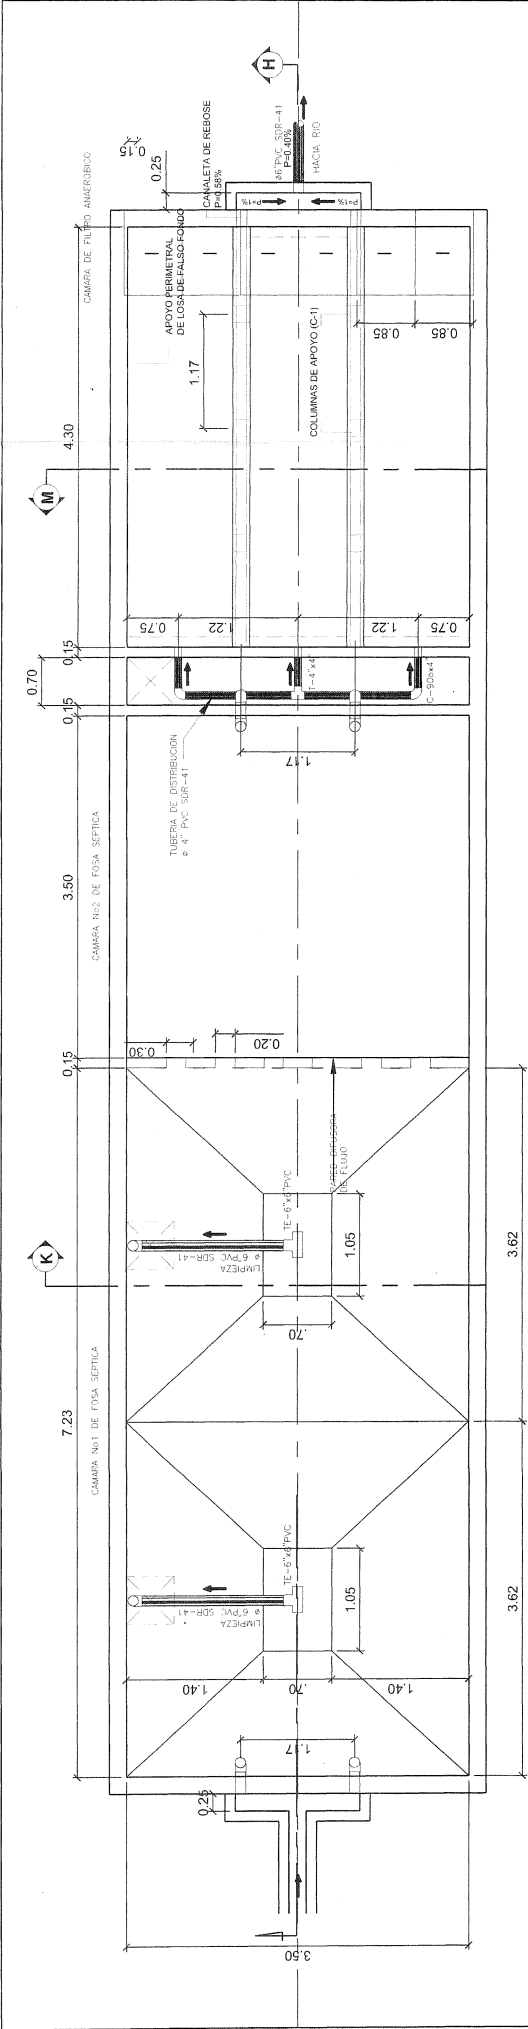 H
ø6"PVC SDR-41
P=0.40%
HACIA RIO
0.15
0.25
CANALETA DE REBOSE
P=0.58%
P=1%
P=1%
CAMARA DE FILTRO ANAEROBICO
APOYO PERIMETRAL
DE LOSA DE FALSO FONDO
COLUMNAS DE APOYO (C-1)
0.85
0.85
1.17
4.30
M
0.75
1.22
1.22
0.75
0.15
0.70
0.15
T-4"x4"
C-90ox4"
TUBERIA DE DISTRIBUCION
ø 4" PVC SDR-41
1.17
CAMARA No2 DE FOSA SEPTICA
3.50
0.30
0.20
0.15
PARED DIFUSORA
DE FLUJO
TE-6"x6"PVC
LIMPIEZA
ø 6"PVC SDR-41
1.05
.70
3.62
K
CAMARA No1 DE FOSA SEPTICA
7.23
TE-6"x6"PVC
LIMPIEZA
ø 6"PVC SDR-41
1.05
3.62
1.40
.70
1.40
1.17
0.25
3.50